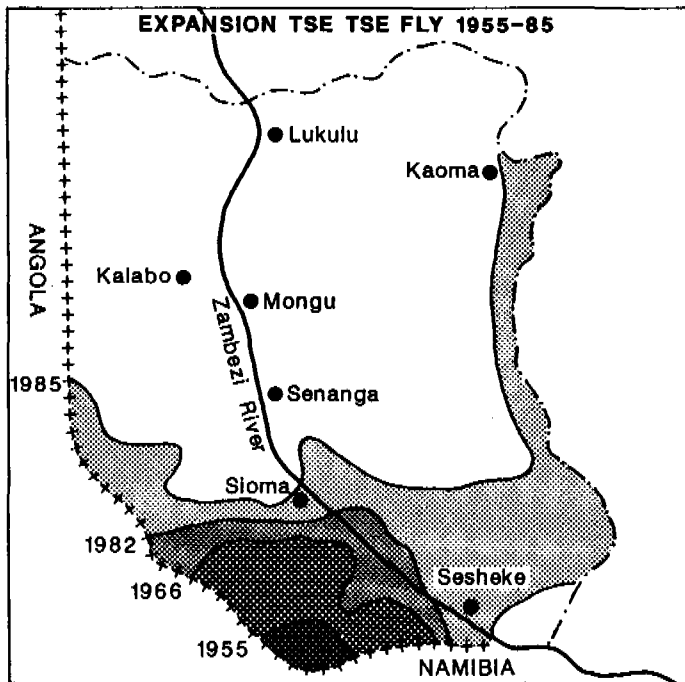 EXPANSION TSE TSE FLY 1955-85
Lukulu
Kaoma
ANGOLA
Kalabo
Mongu
Zambezi River
1985
Senanga
Sioma
1982
Sesheke
1966
1955
NAMIBIA